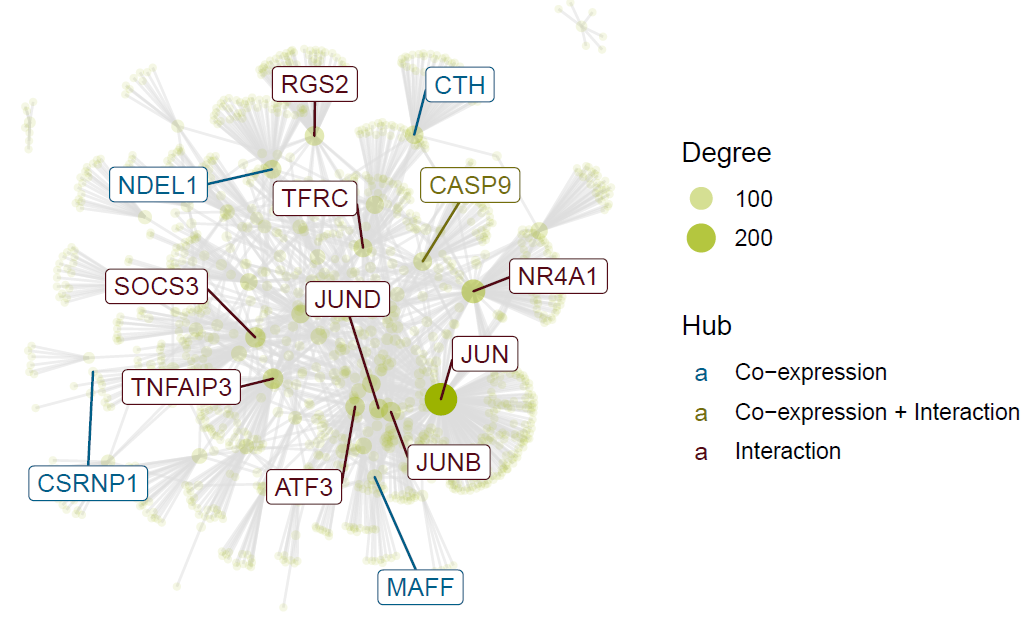 RGS2
CTH
NDEL1
TFRC
CASP9
SOCS3
JUND
NR4A1
JUN
TNFAIP3
CSRNP1
ATF3
JUNB
MAFF
Degree
100
200
Hub
a Co−expression
a Co−expression + Interaction
a Interaction